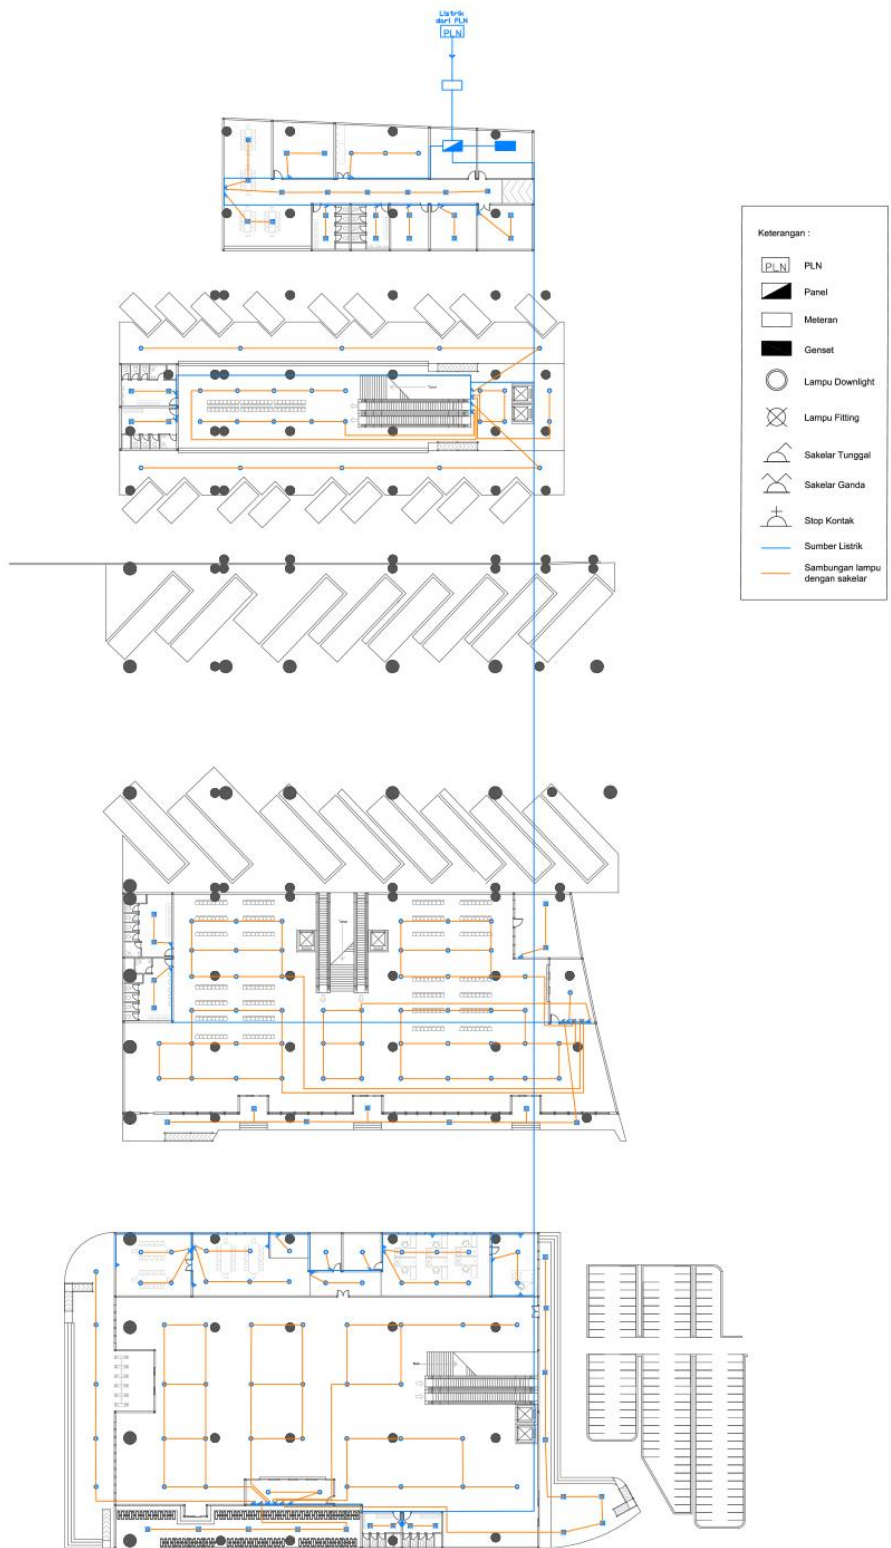 Listrik
dari PLN
PLN
Keterangan :
PLN PLN
Panel
Meteran
Genset
Lampu Downlight
Lampu Fitting
Sakelar Tunggal
Sakelar Ganda
Stop Kontak
Sumber Listrik
Sambungan lampu
dengan sakelar